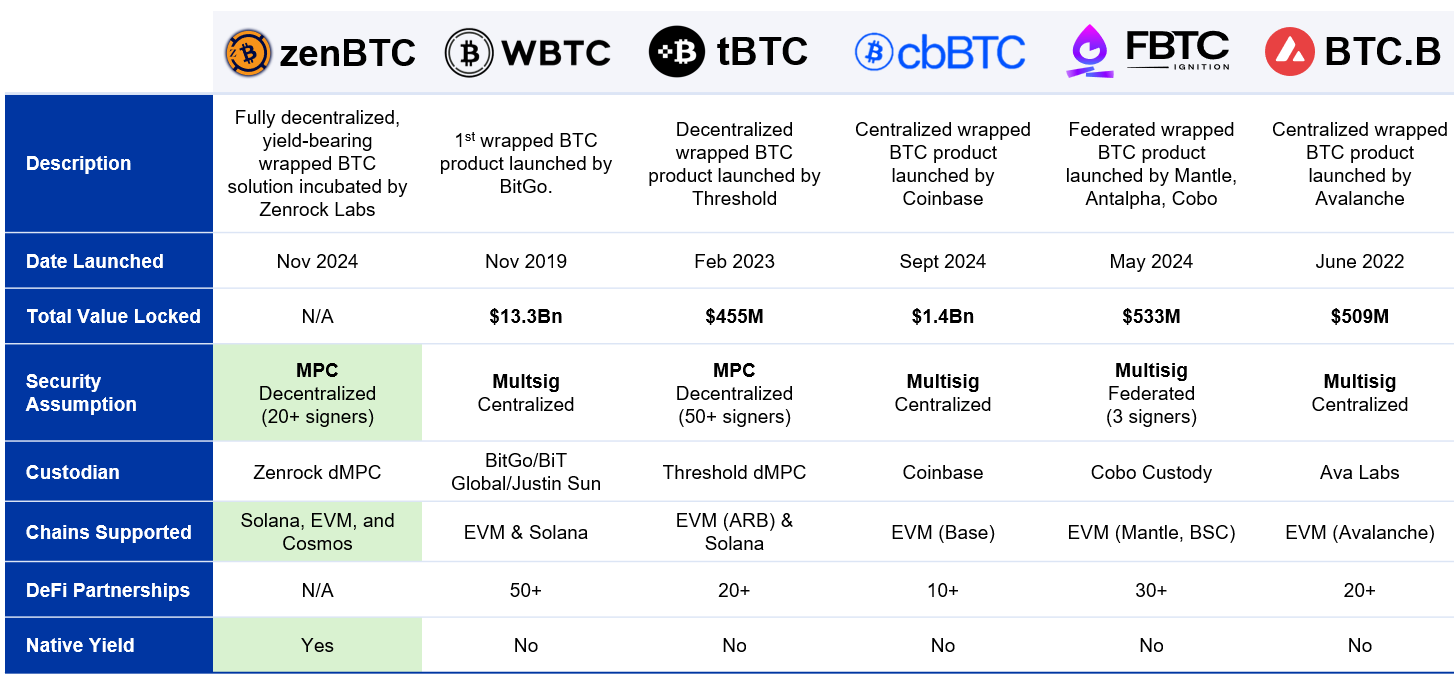 zenBTC
WBTC
tBTC
cbBTC
FBTC
IGNITION
BTC.B
Description
Fully decentralized,
yield-bearing
wrapped BTC
solution incubated by
Zenrock Labs
1st wrapped BTC
product launched by
BitGo.
Decentralized
wrapped BTC
product launched by
Threshold
Centralized wrapped
BTC product
launched by
Coinbase
Federated wrapped
BTC product
launched by Mantle,
Antalpha, Cobo
Centralized wrapped
BTC product
launched by
Avalanche
Date Launched
Nov 2024
Nov 2019
Feb 2023
Sept 2024
May 2024
June 2022
Total Value Locked
N/A
$13.3Bn
$455M
$1.4Bn
$533M
$509M
Security
Assumption
MPC
Decentralized
(20+ signers)
Multsig
Centralized
MPC
Decentralized
(50+ signers)
Multisig
Centralized
Multisig
Federated
(3 signers)
Multisig
Centralized
Custodian
Zenrock dMPC
BitGo/BiT
Global/Justin Sun
Threshold dMPC
Coinbase
Cobo Custody
Ava Labs
Chains Supported
Solana, EVM, and
Cosmos
EVM & Solana
EVM (ARB) &
Solana
EVM (Base)
EVM (Mantle, BSC)
EVM (Avalanche)
DeFi Partnerships
N/A
50+
20+
10+
30+
20+
Native Yield
Yes
No
No
No
No
No